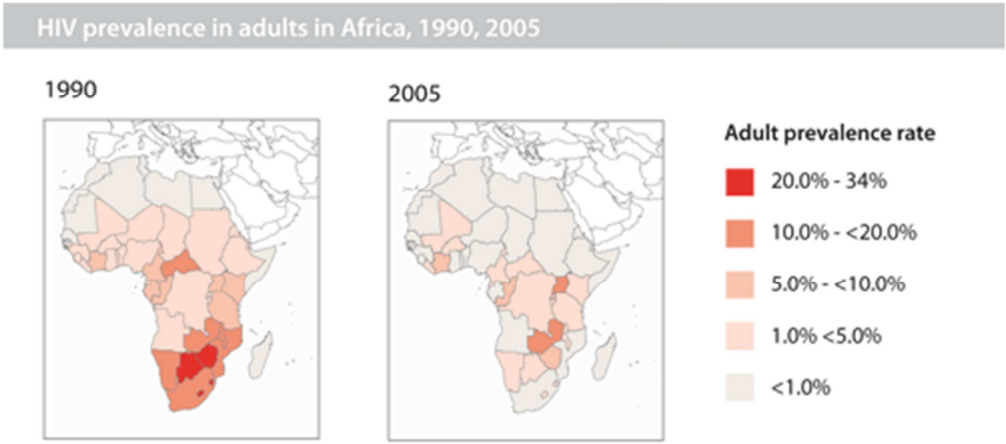 HIV prevalence in adults in Africa, 1990, 2005
1990
2005
Adult prevalence rate
20.0% - 34%
10.0% - <20.0%
5.0% - <10.0%
1.0% <5.0%
<1.0%